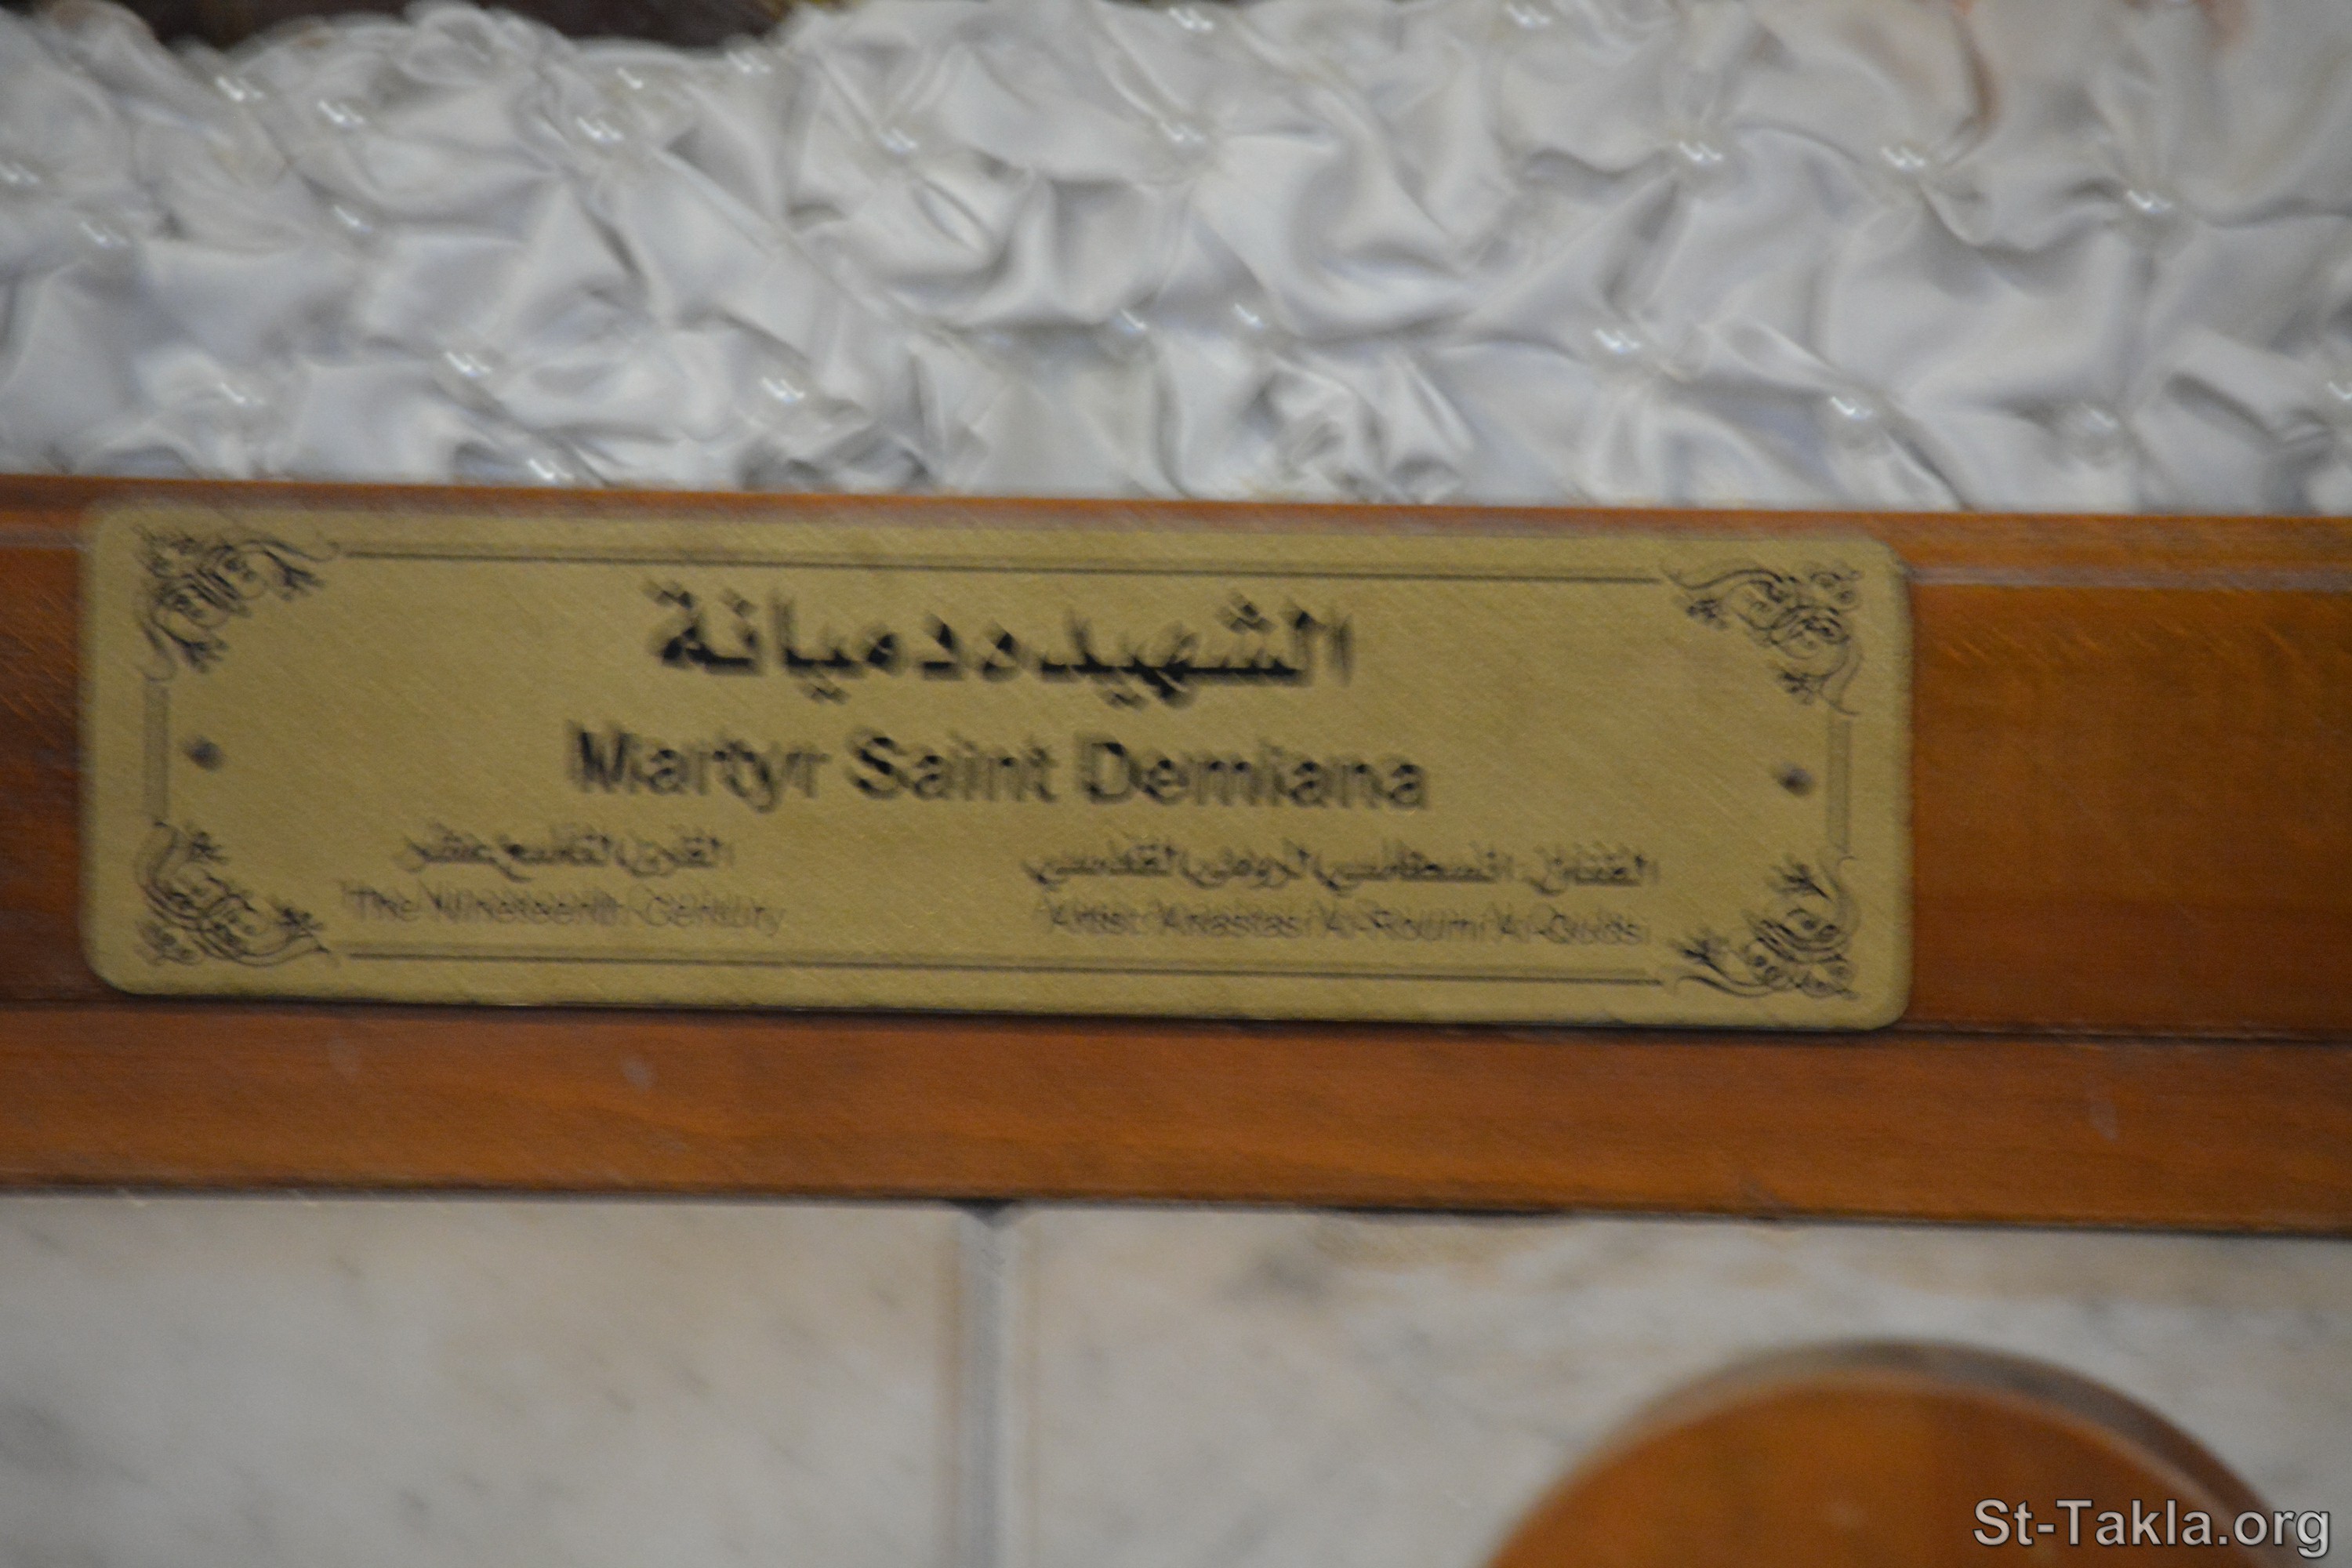 الشهيدة دميانة
Martyr Saint Demiana
الفنان: انسطاسي الرومي القدسي
القرن التاسع عشر
Artist: Anastasi Al-Roumi Al-Qudsi
The Nineteenth Century
St-Takla.org